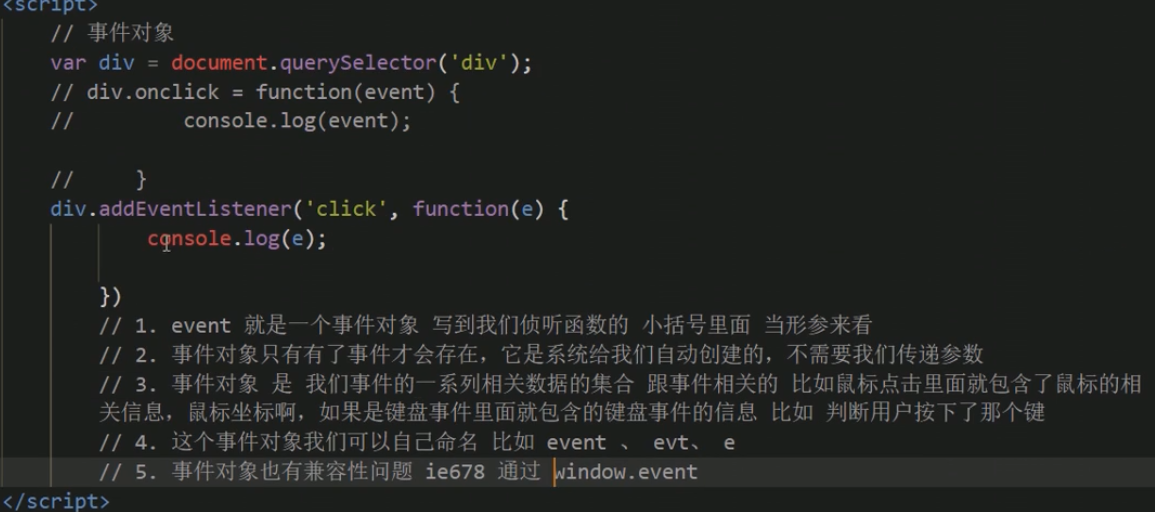 <script>
// 事件对象
var div = document.querySelector('div');
// div.onclick = function(event) {
//         console.log(event);
//     }
div.addEventListener('click', function(e) {
console.log(e);
})
// 1. event 就是一个事件对象 写到我们侦听函数的 小括号里面 当形参来看
// 2. 事件对象只有有了事件才会存在，它是系统给我们自动创建的，不需要我们传递参数
// 3. 事件对象 是 我们事件的一系列相关数据的集合 跟事件相关的 比如鼠标点击里面就包含了鼠标的相
关信息，鼠标坐标啊，如果是键盘事件里面就包含的键盘事件的信息 比如 判断用户按下了那个键
// 4. 这个事件对象我们可以自己命名 比如 event 、 evt、 e
// 5. 事件对象也有兼容性问题 ie678 通过 window.event
</script>